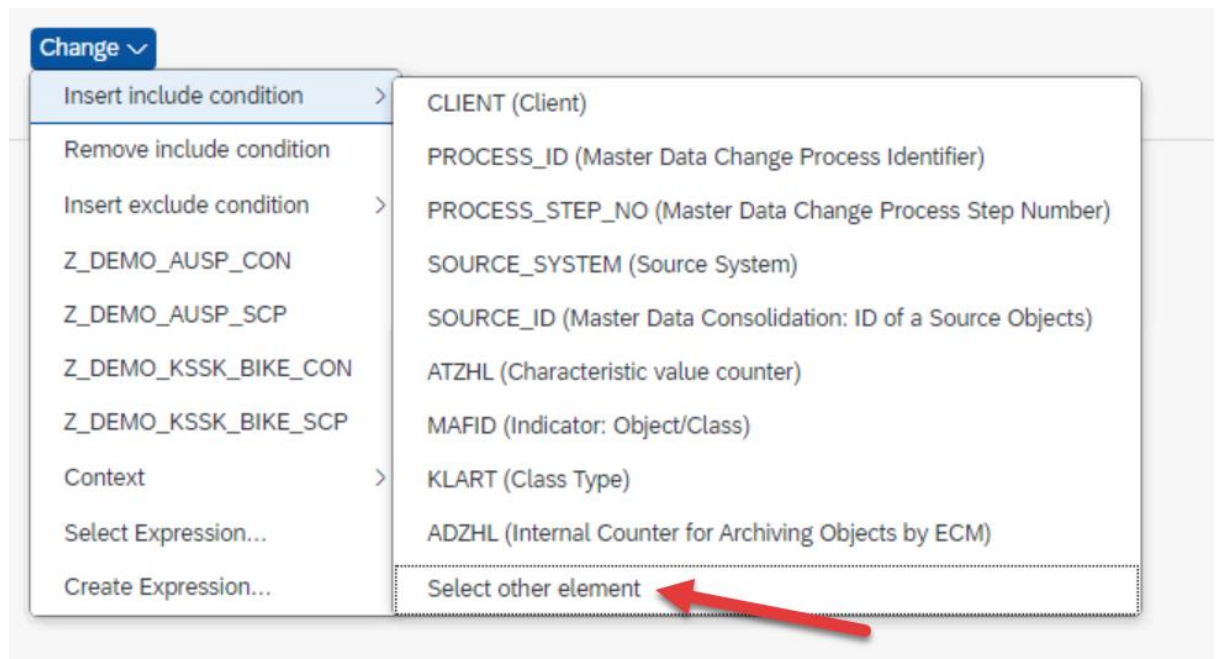 Change
Insert include condition
Remove include condition
Insert exclude condition
Z_DEMO_AUSP_CON
Z_DEMO_AUSP_SCP
Z_DEMO_KSSK_BIKE_CON
Z_DEMO_KSSK_BIKE_SCP
Context
Select Expression...
Create Expression...
CLIENT (Client)
PROCESS_ID (Master Data Change Process Identifier)
PROCESS_STEP_NO (Master Data Change Process Step Number)
SOURCE_SYSTEM (Source System)
SOURCE_ID (Master Data Consolidation: ID of a Source Objects)
ATZHL (Characteristic value counter)
MAFID (Indicator: Object/Class)
KLART (Class Type)
ADZHL (Internal Counter for Archiving Objects by ECM)
Select other element